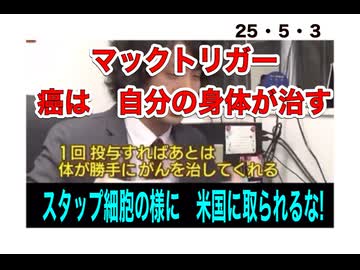 25・5・3
マックトリガー
癌は 自分の身体が治す
1回 投与すればあとは
体が勝手にがんを治してくれる
スタップ細胞の様に 米国に取られるな!